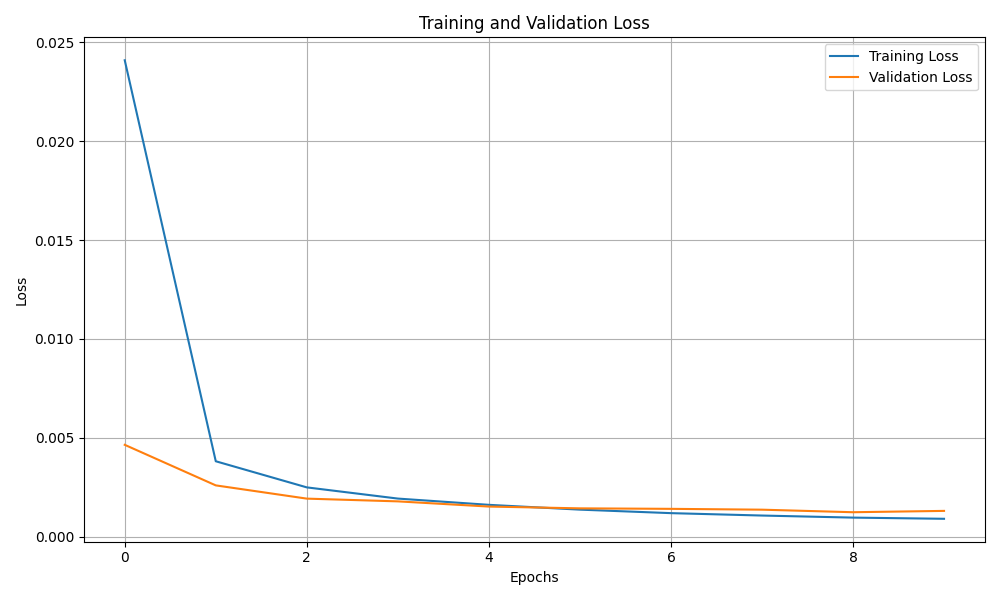 Training and Validation Loss
Training Loss
Validation Loss
Loss
0.025
0.020
0.015
0.010
0.005
0.000
0 2 4 6 8
Epochs